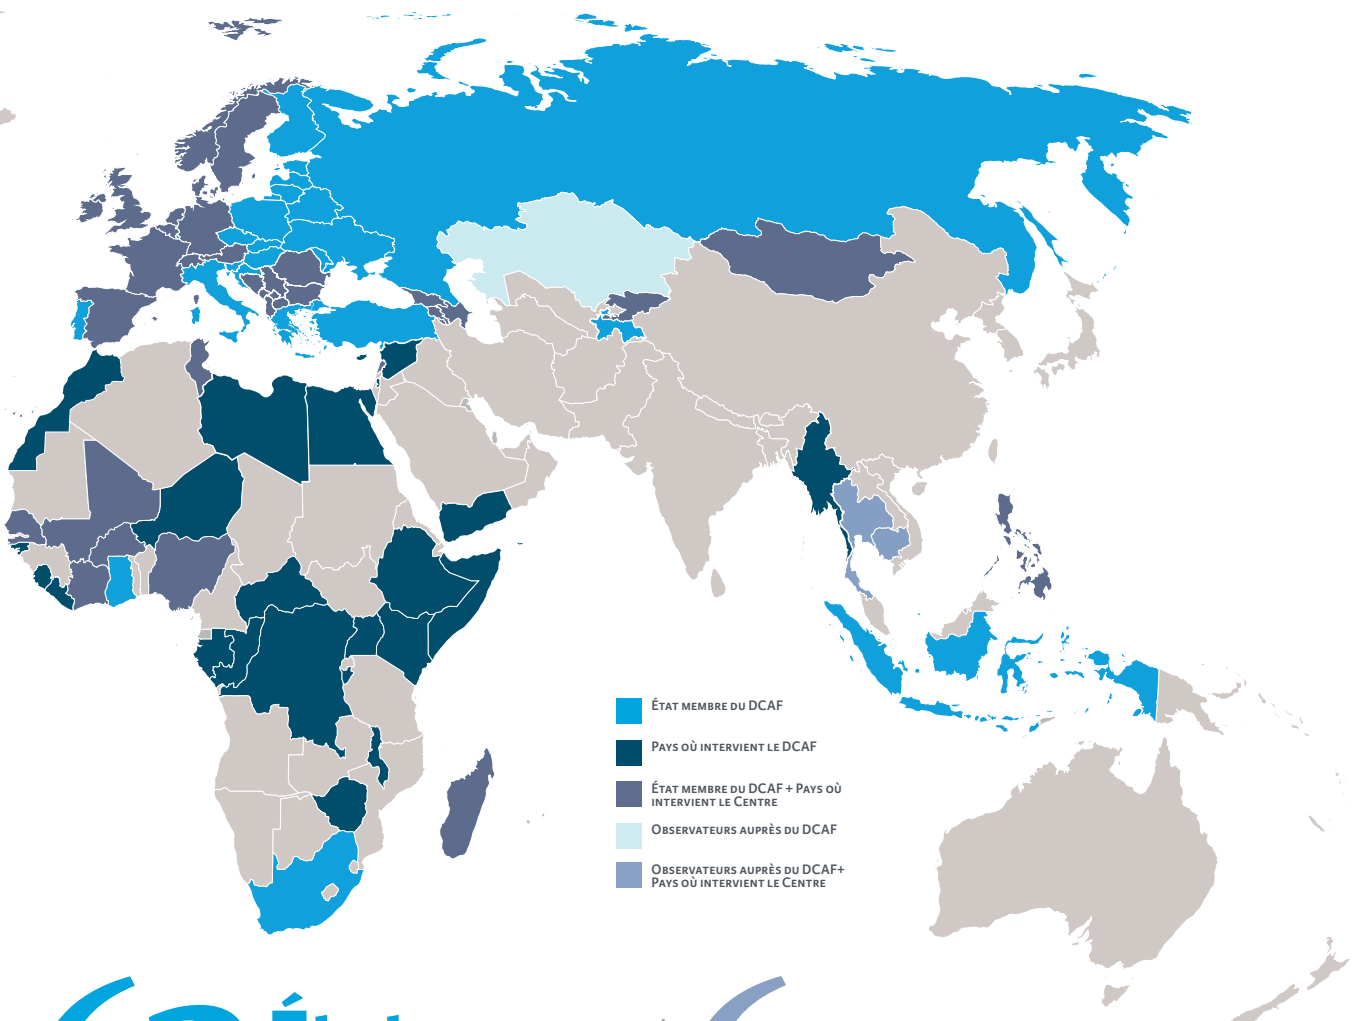 État membre du DCAF
Pays où intervient le DCAF
État membre du DCAF + Pays où
intervient le Centre
Observateurs auprès du DCAF
Observateurs auprès du DCAF+
Pays où intervient le Centre